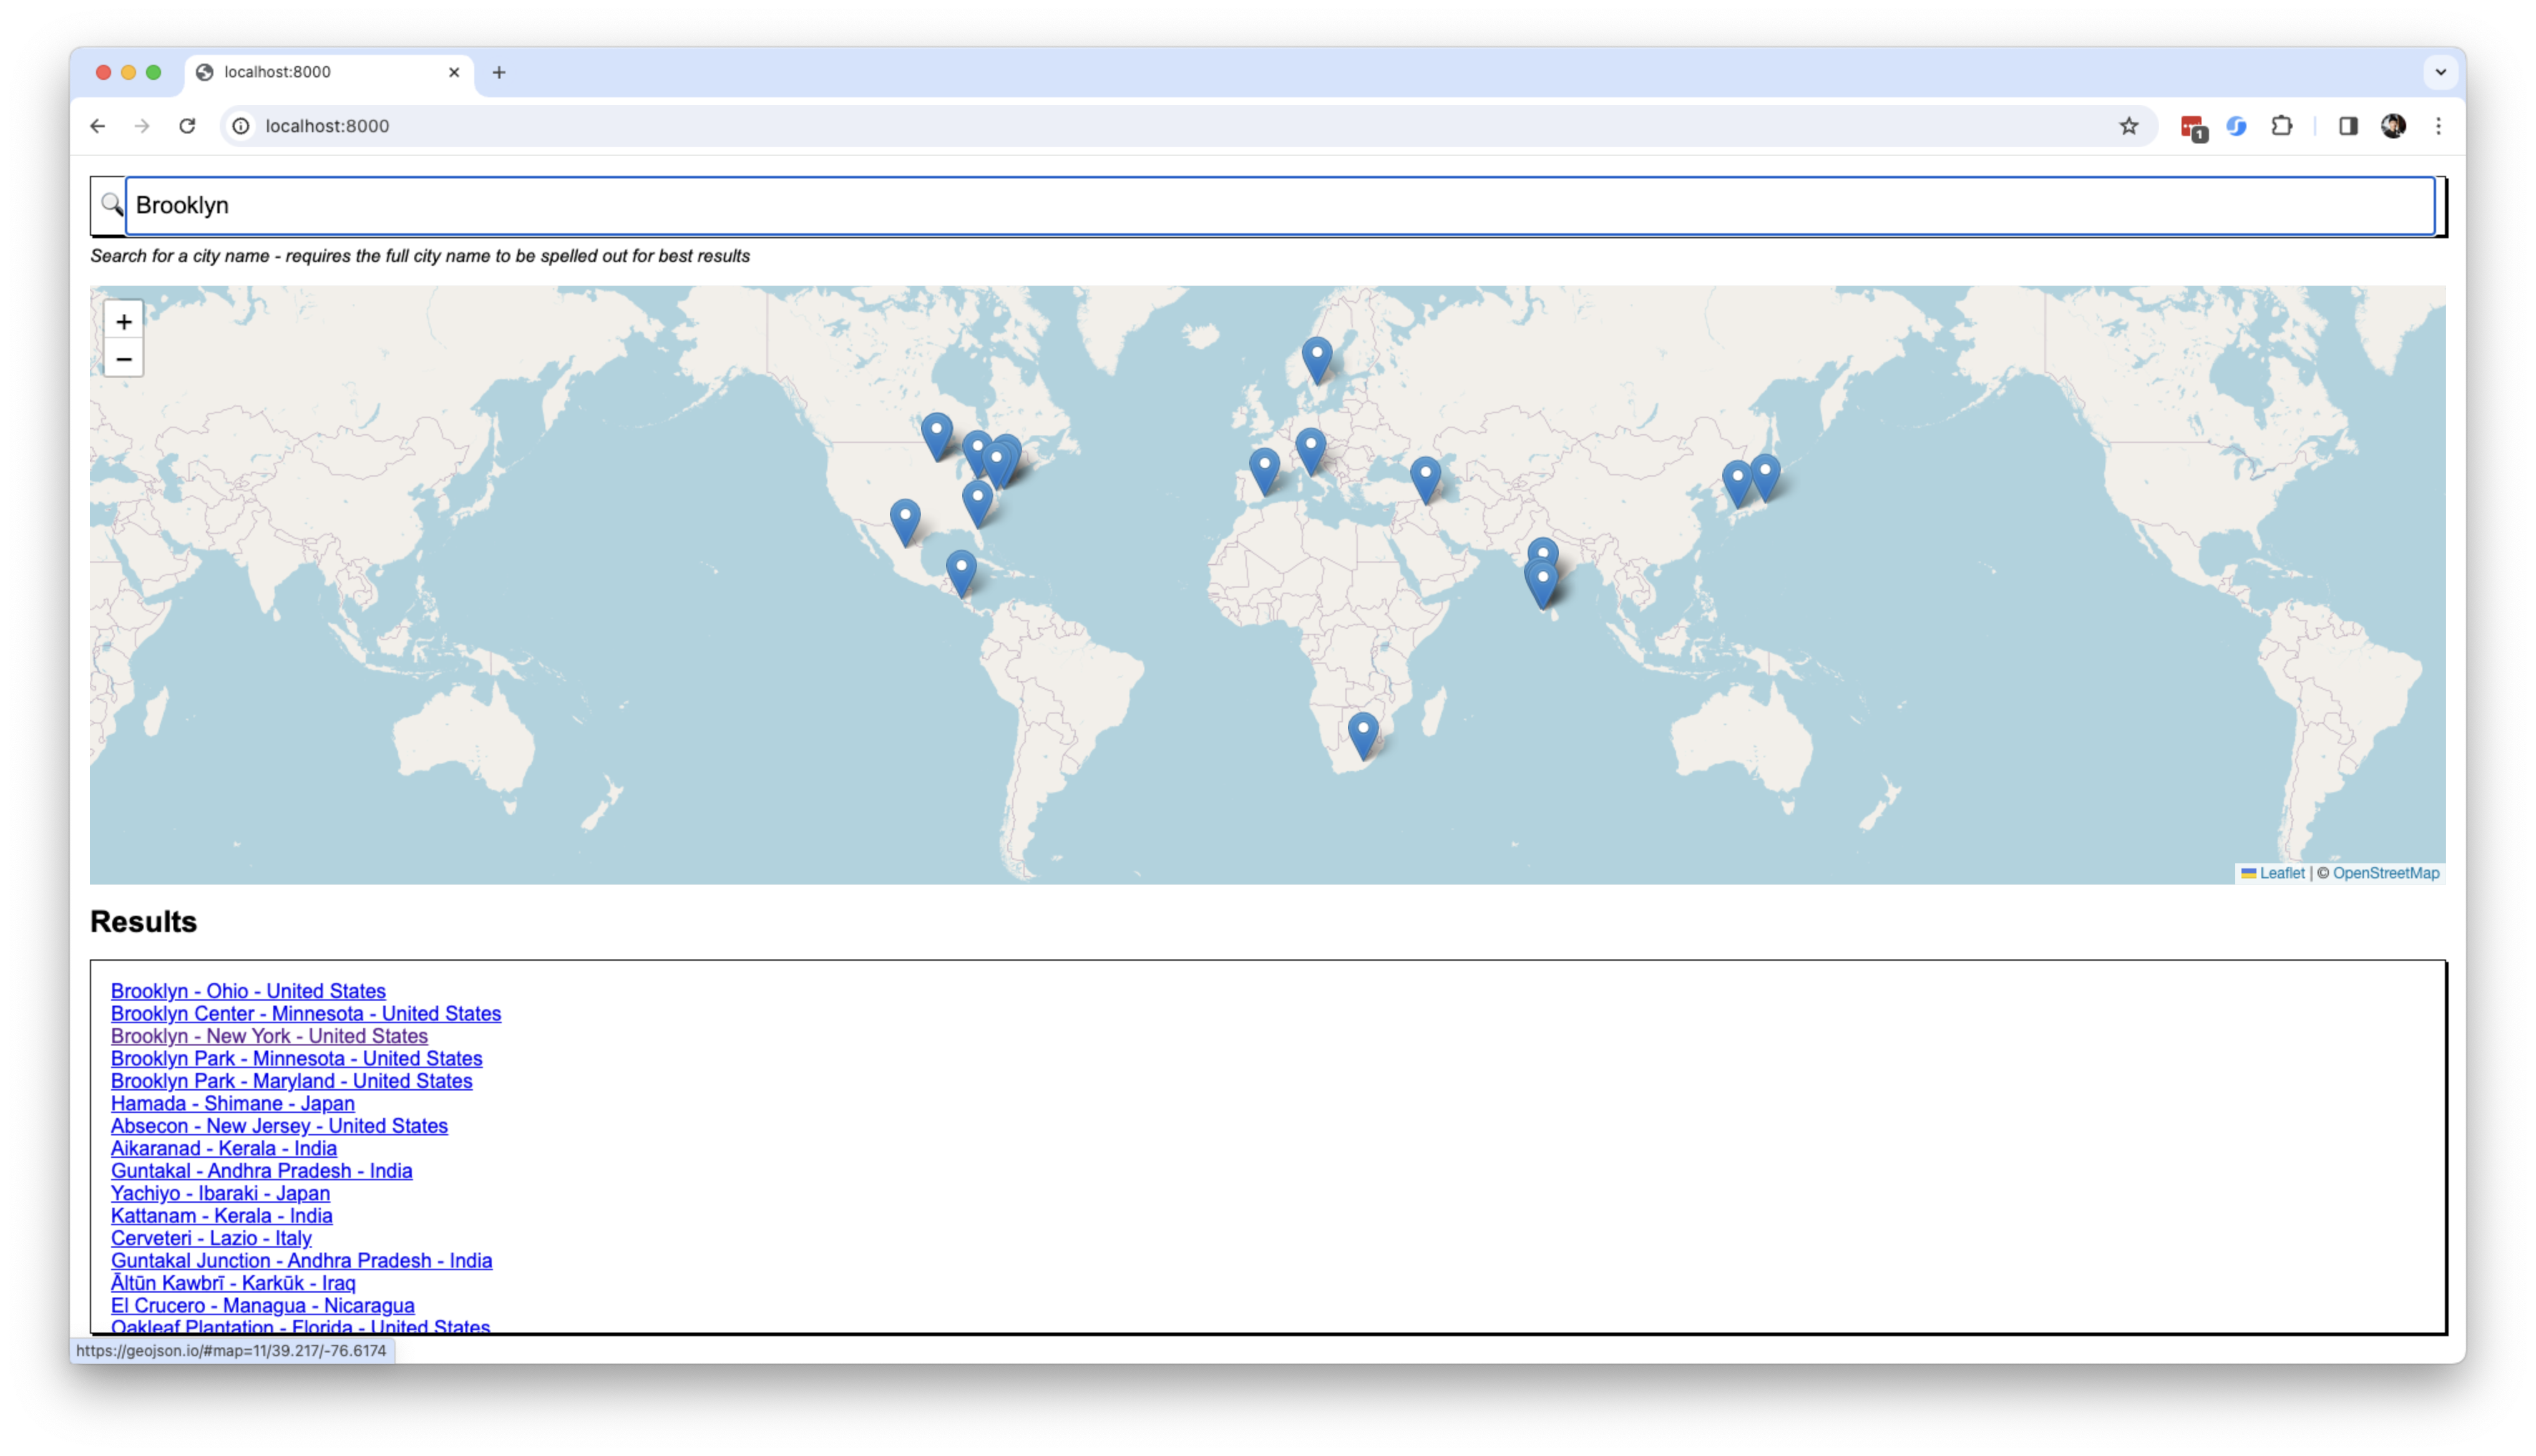 localhost:8000
localhost:8000
1
Brooklyn
Search for a city name - requires the full city name to be spelled out for best results
+
−
Leaflet | © OpenStreetMap
Results
Brooklyn - Ohio - United States
Brooklyn Center - Minnesota - United States
Brooklyn - New York - United States
Brooklyn Park - Minnesota - United States
Brooklyn Park - Maryland - United States
Hamada - Shimane - Japan
Absecon - New Jersey - United States
Aikaranad - Kerala - India
Guntakal - Andhra Pradesh - India
Yachiyo - Ibaraki - Japan
Kattanam - Kerala - India
Cerveteri - Lazio - Italy
Guntakal Junction - Andhra Pradesh - India
Āltūn Kawbrī - Karkūk - Iraq
El Crucero - Managua - Nicaragua
Oakleaf Plantation - Florida - United States
https://geojson.io/#map=11/39.217/-76.6174